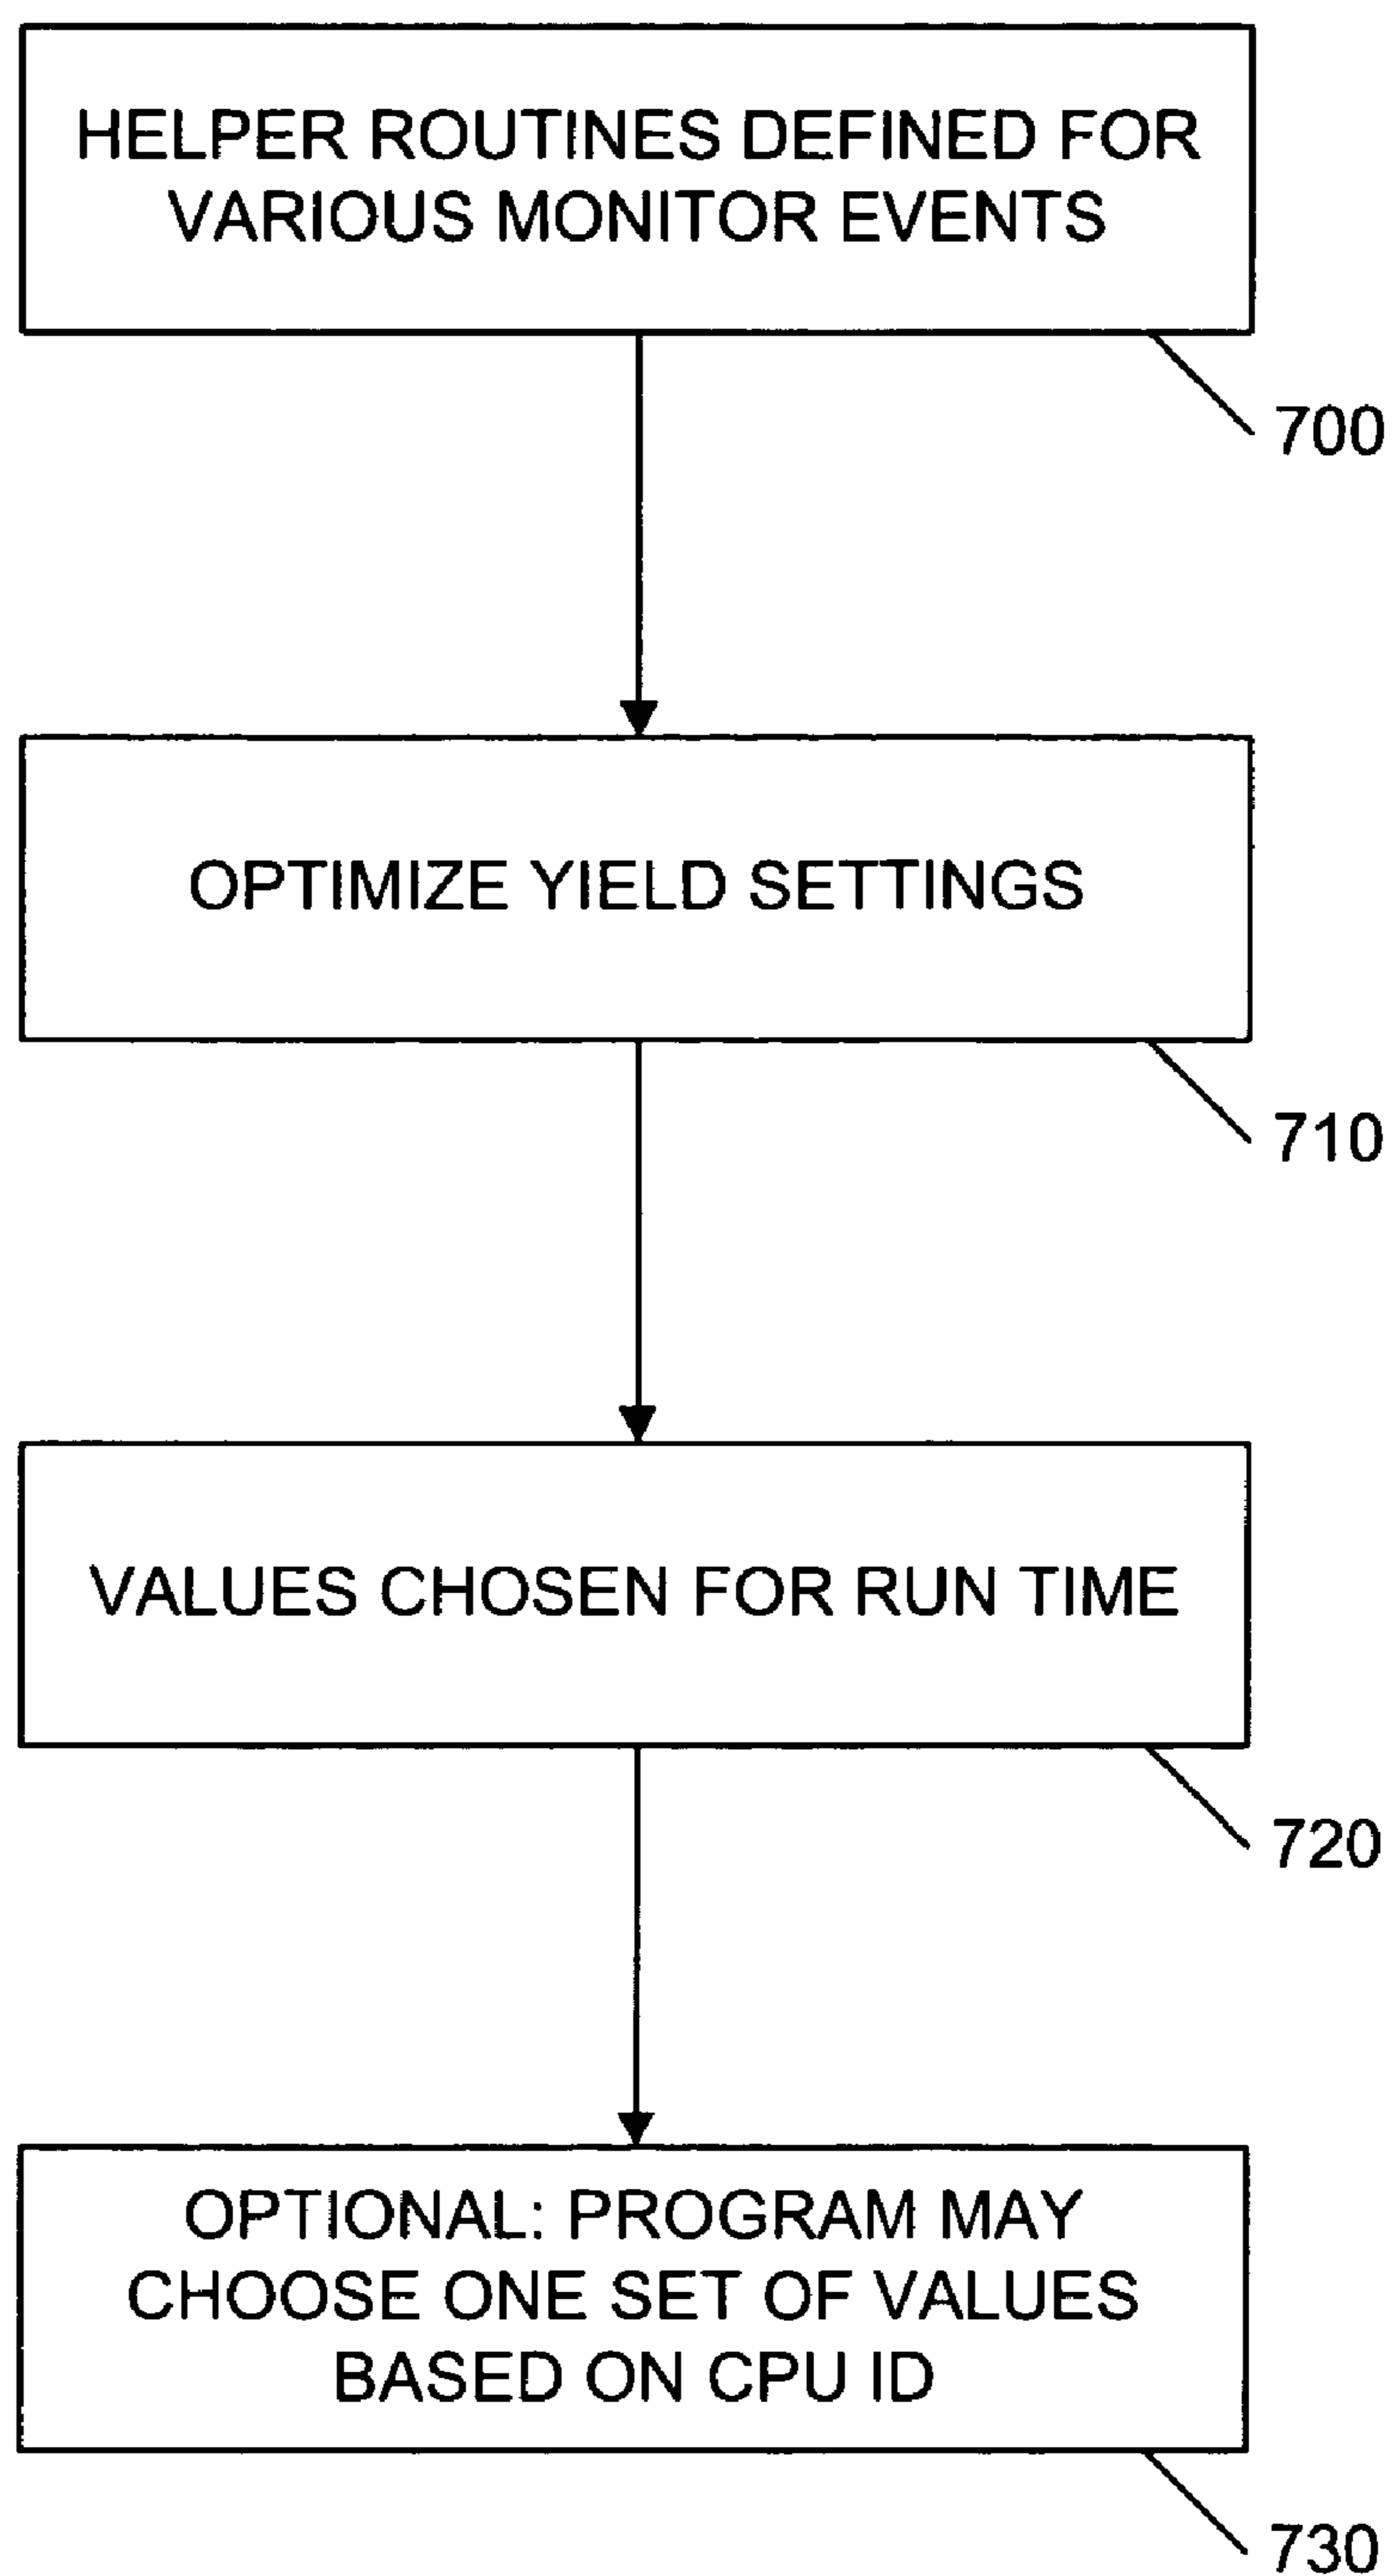 HELPER ROUTINES DEFINED FOR
VARIOUS MONITOR EVENTS
700
OPTIMIZE YIELD SETTINGS
710
VALUES CHOSEN FOR RUN TIME
720
OPTIONAL: PROGRAM MAY
CHOOSE ONE SET OF VALUES
BASED ON CPU ID
730